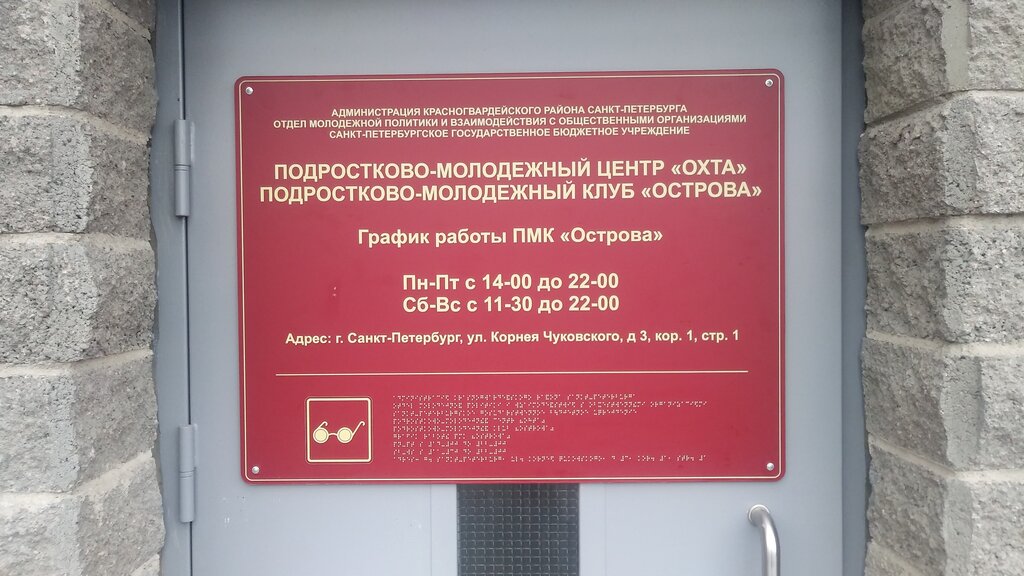 АДМИНИСТРАЦИЯ КРАСНОГВАРДЕЙСКОГО РАЙОНА САНКТ-ПЕТЕРБУРГА
ОТДЕЛ МОЛОДЕЖНОЙ ПОЛИТИКИ И ВЗАИМОДЕЙСТВИЯ С ОБЩЕСТВЕННЫМИ ОРГАНИЗАЦИЯМИ
САНКТ-ПЕТЕРБУРГСКОЕ ГОСУДАРСТВЕННОЕ БЮДЖЕТНОЕ УЧРЕЖДЕНИЕ
ПОДРОСТКОВО-МОЛОДЕЖНЫЙ ЦЕНТР «ОХТА»
ПОДРОСТКОВО-МОЛОДЕЖНЫЙ КЛУБ «ОСТРОВА»
График работы ПМК «Острова»
Пн-Пт с 14-00 до 22-00
Сб-Вс с 11-30 до 22-00
Адрес: г. Санкт-Петербург, ул. Корнея Чуковского, д 3, кор. 1, стр. 1